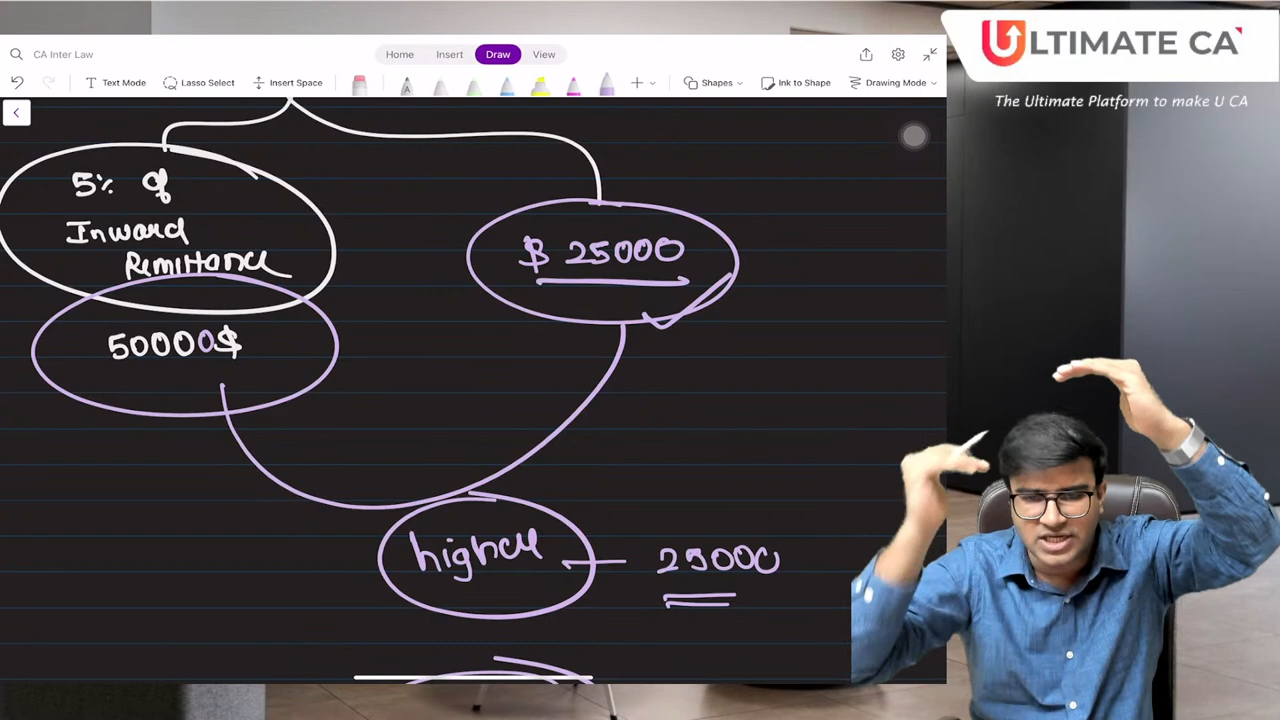 ULTIMATE CA
The Ultimate Platform to make U CA
CA Inter Law
Home
Insert
Draw
View
Text Mode
Lasso Select
Insert Space
Shapes
Ink to Shape
Drawing Mode
5% of
Inward
Remittance
50000$
$ 25000
higher
25000